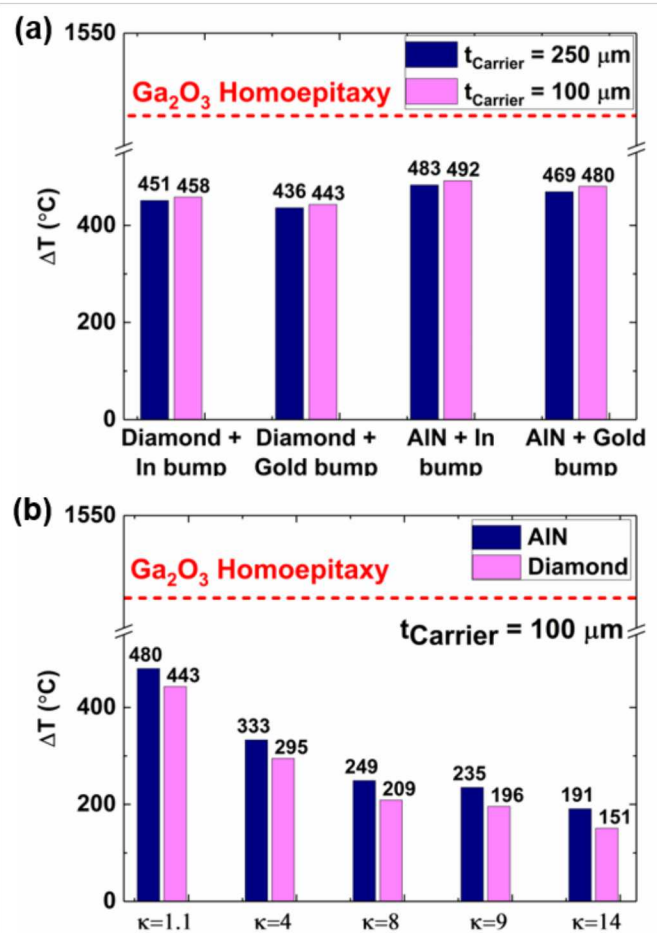 (a)
1550
t_Carrier = 250 μm
t_Carrier = 100 μm
Ga₂O₃ Homoepitaxy
451 458
436 443
483 492
469 480
400
200
0
ΔT (°C)
Diamond + In bump
Diamond + Gold bump
AlN + In bump
AlN + Gold bump
(b)
1550
AlN
Diamond
Ga₂O₃ Homoepitaxy
t_Carrier = 100 μm
480 443
333 295
249 209
235 196
191 151
400
200
0
ΔT (°C)
κ=1.1
κ=4
κ=8
κ=9
κ=14